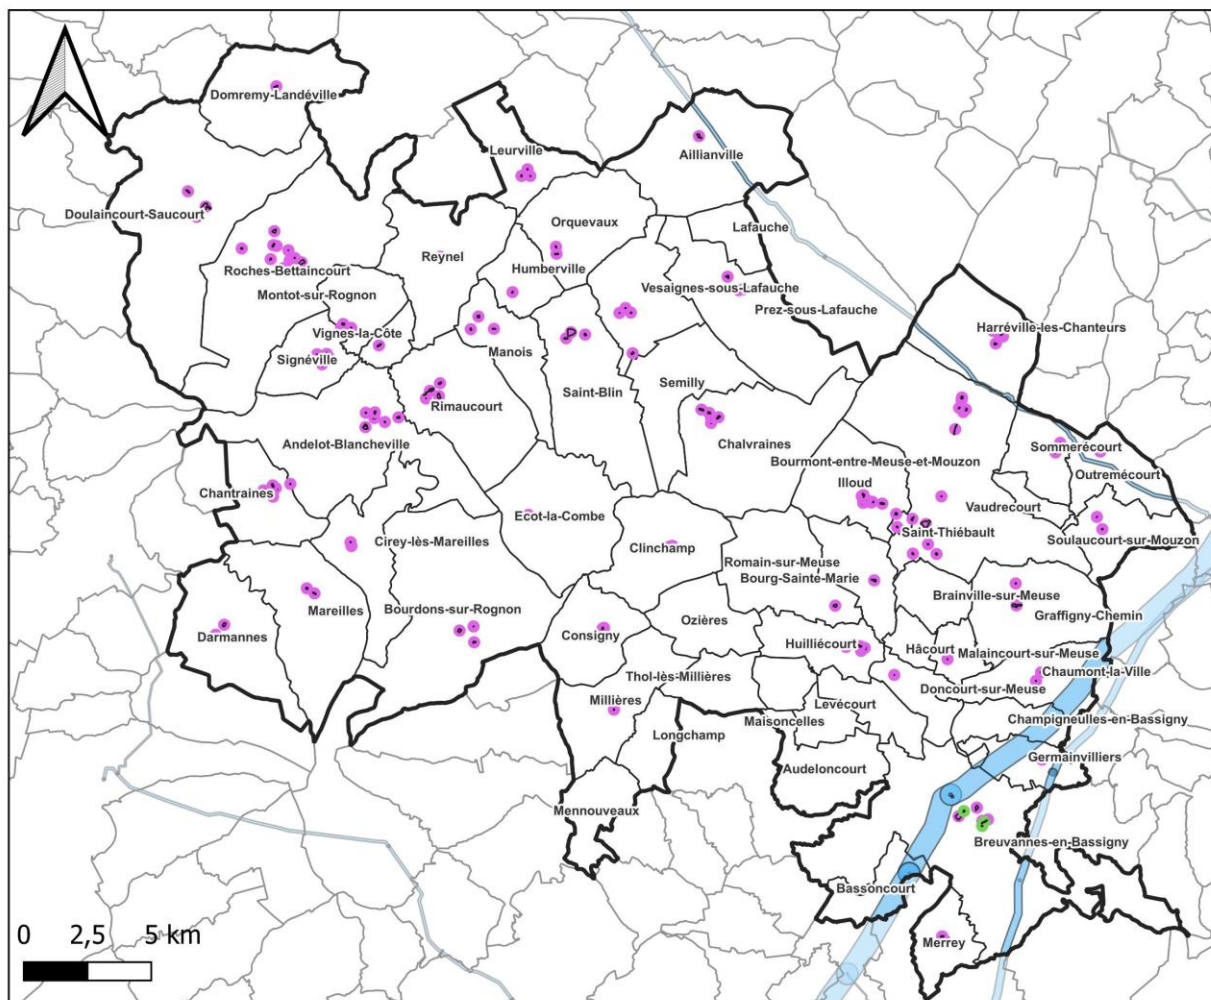 Domremy-Landéville
Leurville
Aillianville
Doulaincourt-Saucourt
Orquevaux
Lafauche
Reynel
Humberville
Roches-Bettaincourt
Vesaignes-sous-Lafauche
Montot-sur-Rognon
Prez-sous-Lafauche
Harréville-les-Chanteurs
Vignes-la-Côte
Manois
Signéville
Semilly
Saint-Blin
Rimaucourt
Andelot-Blancheville
Chalvraines
Sommerécourt
Bourmont-entre-Meuse-et-Mouzon
Outremécourt
Illoud
Chantraines
Vaudrecourt
Ecot-la-Combe
Saint-Thiébault
Soulaucourt-sur-Mouzon
Cirey-lès-Mareilles
Clinchamp
Romain-sur-Meuse
Bourg-Sainte-Marie
Brainville-sur-Meuse
Mareilles
Bourdons-sur-Rognon
Graffigny-Chemin
Ozières
Darmannes
Consigny
Huilliécourt
Hâcourt
Malaincourt-sur-Meuse
Chaumont-la-Ville
Thol-lès-Millières
Doncourt-sur-Meuse
Millières
Levécourt
Maisoncelles
Champigneulles-en-Bassigny
Longchamp
Germainvilliers
Audeloncourt
Mennouveaux
Breuvannes-en-Bassigny
Bassoncourt
Merrey
0 2,5 5 km